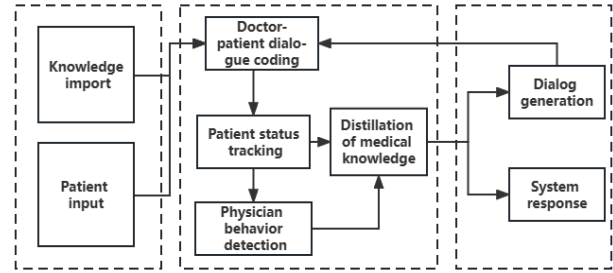 Knowledge
import
Patient
input
Doctor-
patient dialo-
gue coding
Patient status
tracking
Physician
behavior
detection
Distillation
of medical
knowledge
Dialog
generation
System
response